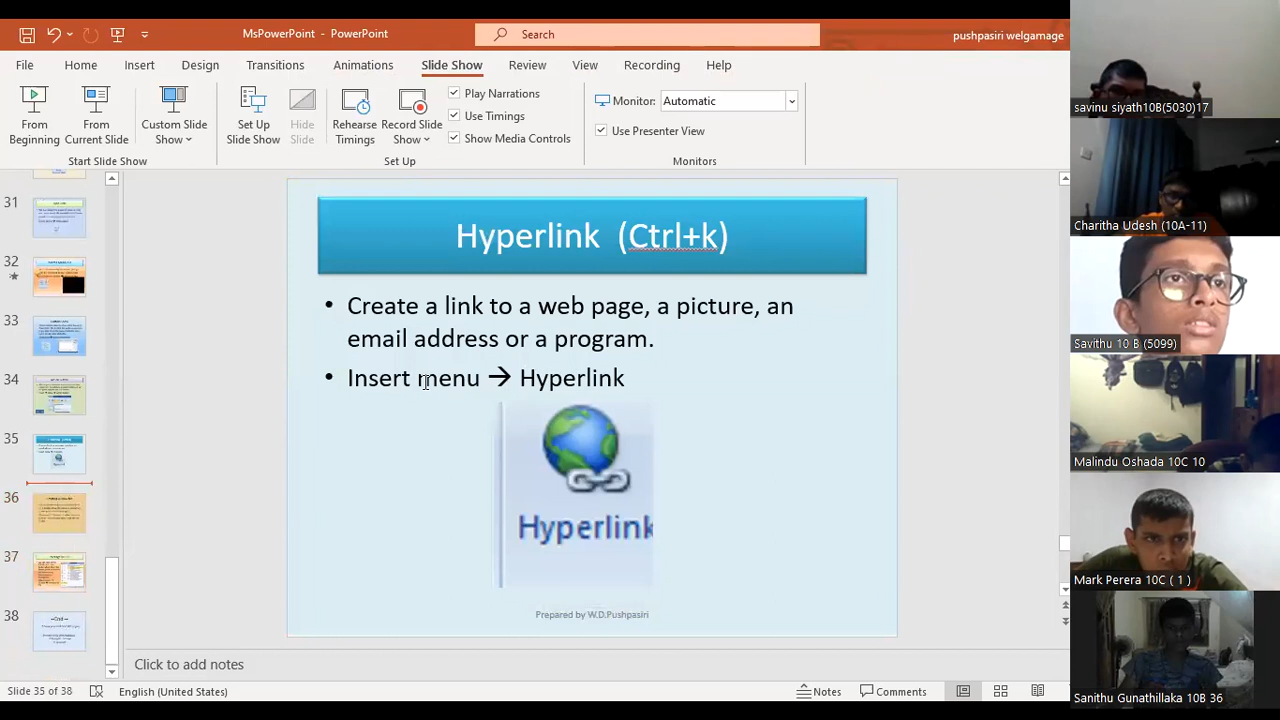 MsPowerPoint - PowerPoint
Search
pushpasiri welgamage
File Home Insert Design Transitions Animations Slide Show Review View Recording Help
From Beginning
From Current Slide
Custom Slide Show
Set Up Slide Show
Hide Slide
Rehearse Timings
Record Slide Show
Play Narrations
Use Timings
Show Media Controls
Monitor: Automatic
Use Presenter View
Start Slide Show
Set Up
Monitors
31
32
33
34
35
36
37
38
Hyperlink (Ctrl+k)
• Create a link to a web page, a picture, an
email address or a program.
• Insert menu → Hyperlink
Hyperlink
Prepared by W.D.Pushpasiri
Click to add notes
Slide 35 of 38 English (United States) Notes Comments
savinu siyath10B(5030)17
Charitha Udesh (10A-11)
Savithu 10 B (5099)
Malindu Oshada 10C 10
Mark Perera 10C ( 1 )
Sanithu Gunathillaka 10B 36